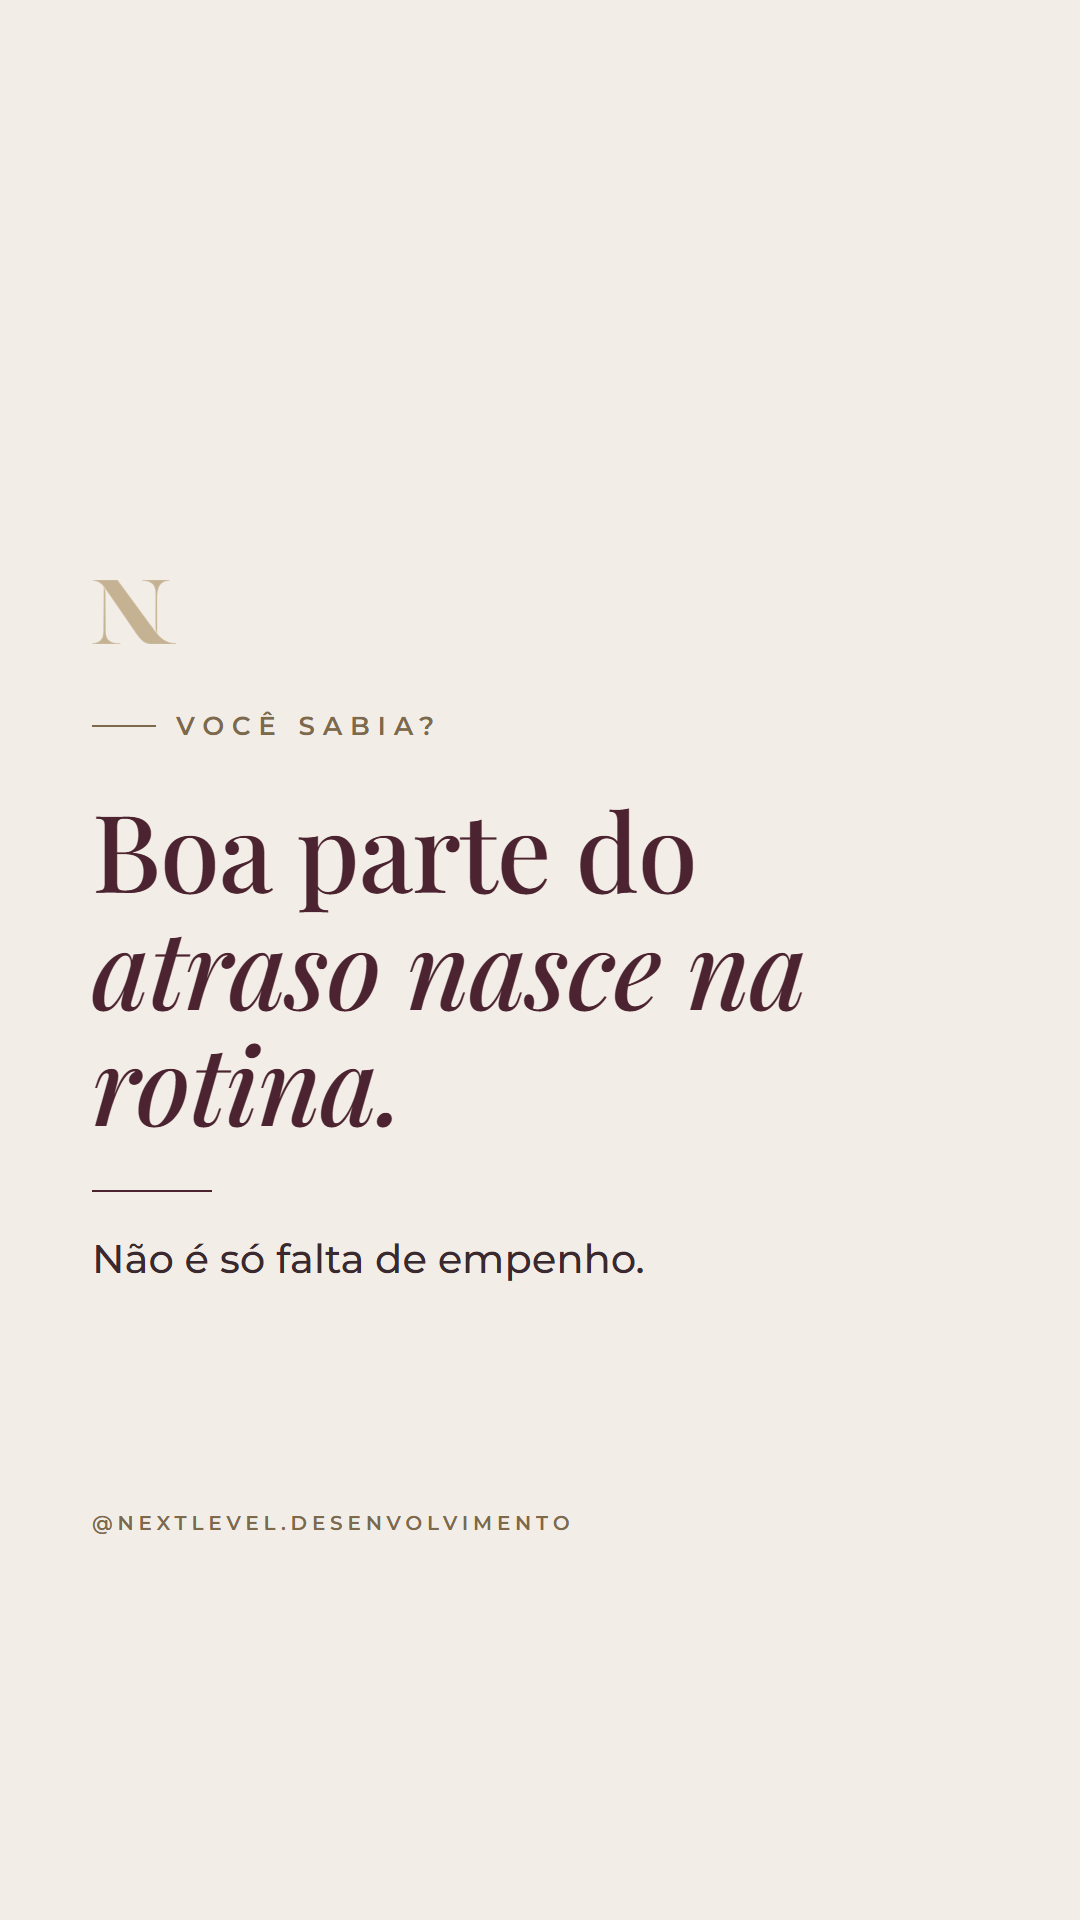 N
VOCÊ SABIA?
Boa parte do
atraso nasce na
rotina.
Não é só falta de empenho.
@NEXTLEVEL.DESENVOLVIMENTO